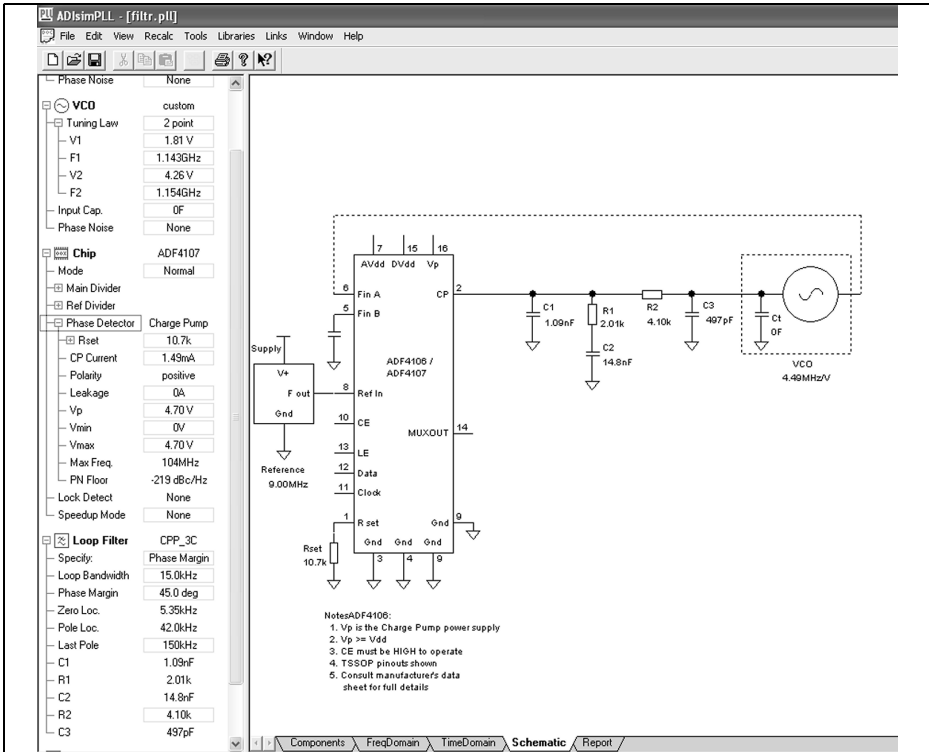 ADIsimPLL - [filtr.pll]
File Edit View Recalc Tools Libraries Links Window Help
Phase Noise None
VCO custom
Tuning Law 2 point
V1 1.81 V
F1 1.143GHz
V2 4.26 V
F2 1.154GHz
Input Cap. 0F
Phase Noise None
Chip ADF4107
Mode Normal
Main Divider
Ref Divider
Phase Detector Charge Pump
Rset 10.7k
CP Current 1.49mA
Polarity positive
Leakage 0A
Vp 4.70 V
Vmin 0V
Vmax 4.70 V
Max Freq. 104MHz
PN Floor -219 dBc/Hz
Lock Detect None
Speedup Mode None
Loop Filter CPP_3C
Specify: Phase Margin
Loop Bandwidth 15.0kHz
Phase Margin 45.0 deg
Zero Loc. 5.35kHz
Pole Loc. 42.0kHz
Last Pole 150kHz
C1 1.09nF
R1 2.01k
C2 14.8nF
R2 4.10k
C3 497pF
7 15 16
AVdd DVdd Vp
6 Fin A CP 2
5 Fin B
C1
1.09nF
R1
2.01k
C2
14.8nF
R2
4.10k
C3
497pF
Ct
0F
VCO
4.49MHz/V
Supply
V+
F out
Gnd
Reference
9.00MHz
ADF4106 /
ADF4107
8 Ref In
10 CE
MUXOUT 14
13 LE
12 Data
11 Clock
1 R set Gnd 9
Rset
10.7k
Gnd Gnd Gnd
3 4 9
NotesADF4106:
1. Vp is the Charge Pump power supply
2. Vp >= Vdd
3. CE must be HIGH to operate
4. TSSOP pinouts shown
5. Consult manufacturer's data
sheet for full details
Components FreqDomain TimeDomain Schematic Report